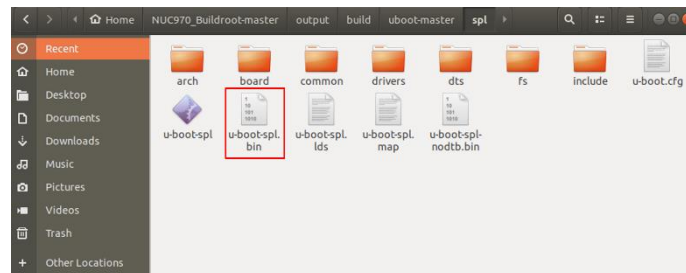 Home NUC970_Buildroot-master output build uboot-master spl
Recent
Home
Desktop
Documents
Downloads
Music
Pictures
Videos
Trash
Other Locations
arch board common drivers dts fs include u-boot.cfg
u-boot-spl u-boot-spl.bin u-boot-spl.lds u-boot-spl.map u-boot-spl-nodtb.bin